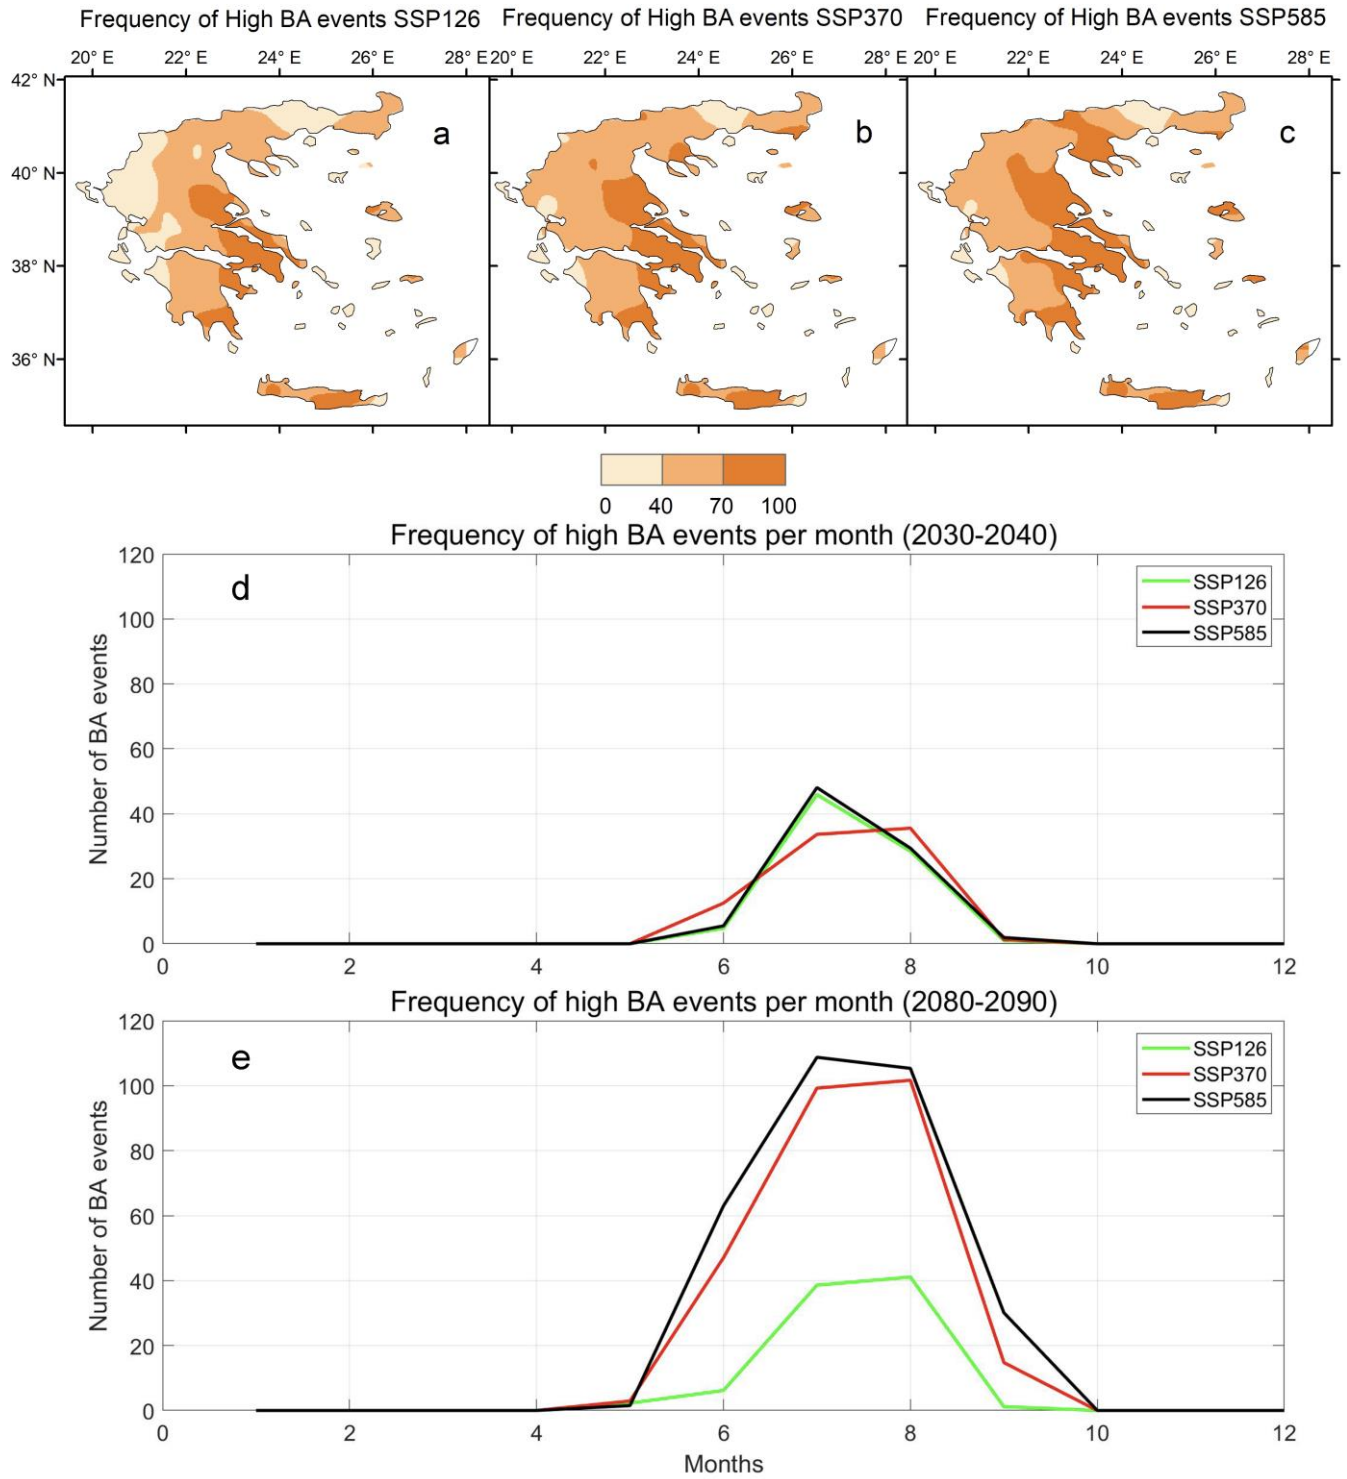 Frequency of High BA events SSP126 Frequency of High BA events SSP370 Frequency of High BA events SSP585
20° E 22° E 24° E 26° E 28° E 20° E 22° E 24° E 26° E 28° E 20° E 22° E 24° E 26° E 28° E
42° N
a b c
40° N
38° N
36° N
0 40 70 100
Frequency of high BA events per month (2030-2040)
120
d
SSP126
100
SSP370
SSP585
80
Number of BA events
60
40
20
0
0 2 4 6 8 10 12
Frequency of high BA events per month (2080-2090)
120
e
SSP126
100
SSP370
SSP585
80
Number of BA events
60
40
20
0
0 2 4 6 8 10 12
Months